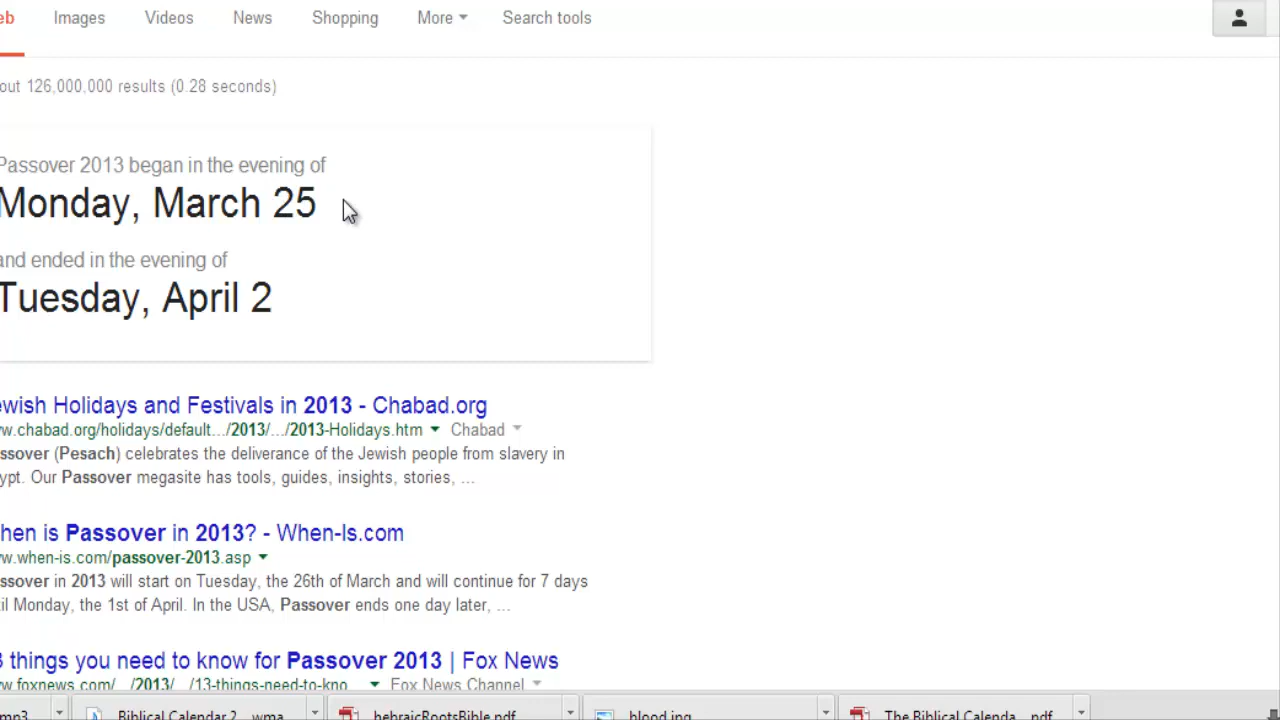 eb Images Videos News Shopping More Search tools
out 126,000,000 results (0.28 seconds)
Passover 2013 began in the evening of
Monday, March 25
and ended in the evening of
Tuesday, April 2
ewish Holidays and Festivals in 2013 - Chabad.org
w.chabad.org/holidays/default.../2013/.../2013-Holidays.htm Chabad
ssover (Pesach) celebrates the deliverance of the Jewish people from slavery in
ypt. Our Passover megasite has tools, guides, insights, stories, ...
hen is Passover in 2013? - When-Is.com
w.when-is.com/passover-2013.asp
ssover in 2013 will start on Tuesday, the 26th of March and will continue for 7 days
il Monday, the 1st of April. In the USA, Passover ends one day later, ...
3 things you need to know for Passover 2013 | Fox News
w.foxnews.com/.../2013/.../13-things-need-to-kno... Fox News Channel
mp3 Biblical Calendar 2....wma hebraicRootsBible.pdf blood.jpg The Biblical Calenda....pdf